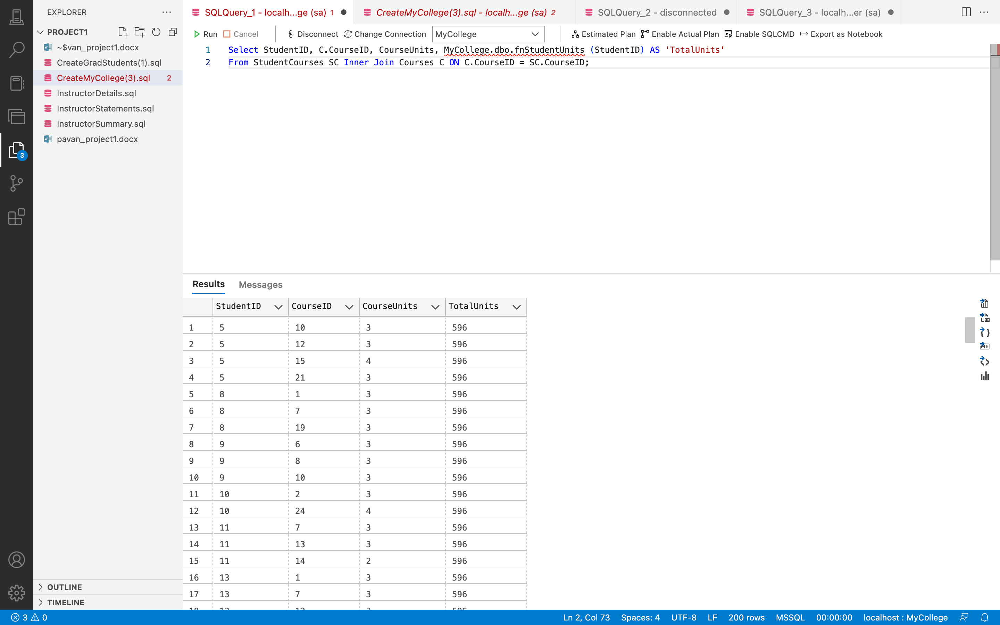 EXPLORER
PROJECT1
~$van_project1.docx
CreateGradStudents(1).sql
CreateMyCollege(3).sql 2
InstructorDetails.sql
InstructorStatements.sql
InstructorSummary.sql
pavan_project1.docx
3
OUTLINE
TIMELINE
SQLQuery_1 - localh...ge (sa) 1
CreateMyCollege(3).sql - localh...ge (sa) 2
SQLQuery_2 - disconnected
SQLQuery_3 - localh...er (sa)
Run Cancel Disconnect Change Connection MyCollege Estimated Plan Enable Actual Plan Enable SQLCMD Export as Notebook
1 Select StudentID, C.CourseID, CourseUnits, MyCollege.dbo.fnStudentUnits (StudentID) AS 'TotalUnits'
2 From StudentCourses SC Inner Join Courses C ON C.CourseID = SC.CourseID;
Results Messages
StudentID CourseID CourseUnits TotalUnits
1 5 10 3 596
2 5 12 3 596
3 5 15 4 596
4 5 21 3 596
5 8 1 3 596
6 8 7 3 596
7 8 19 3 596
8 9 6 3 596
9 9 8 3 596
10 9 10 3 596
11 10 2 3 596
12 10 24 4 596
13 11 7 3 596
14 11 13 3 596
15 11 14 2 596
16 13 1 3 596
17 13 7 3 596
3 0 Ln 2, Col 73 Spaces: 4 UTF-8 LF 200 rows MSSQL 00:00:00 localhost : MyCollege